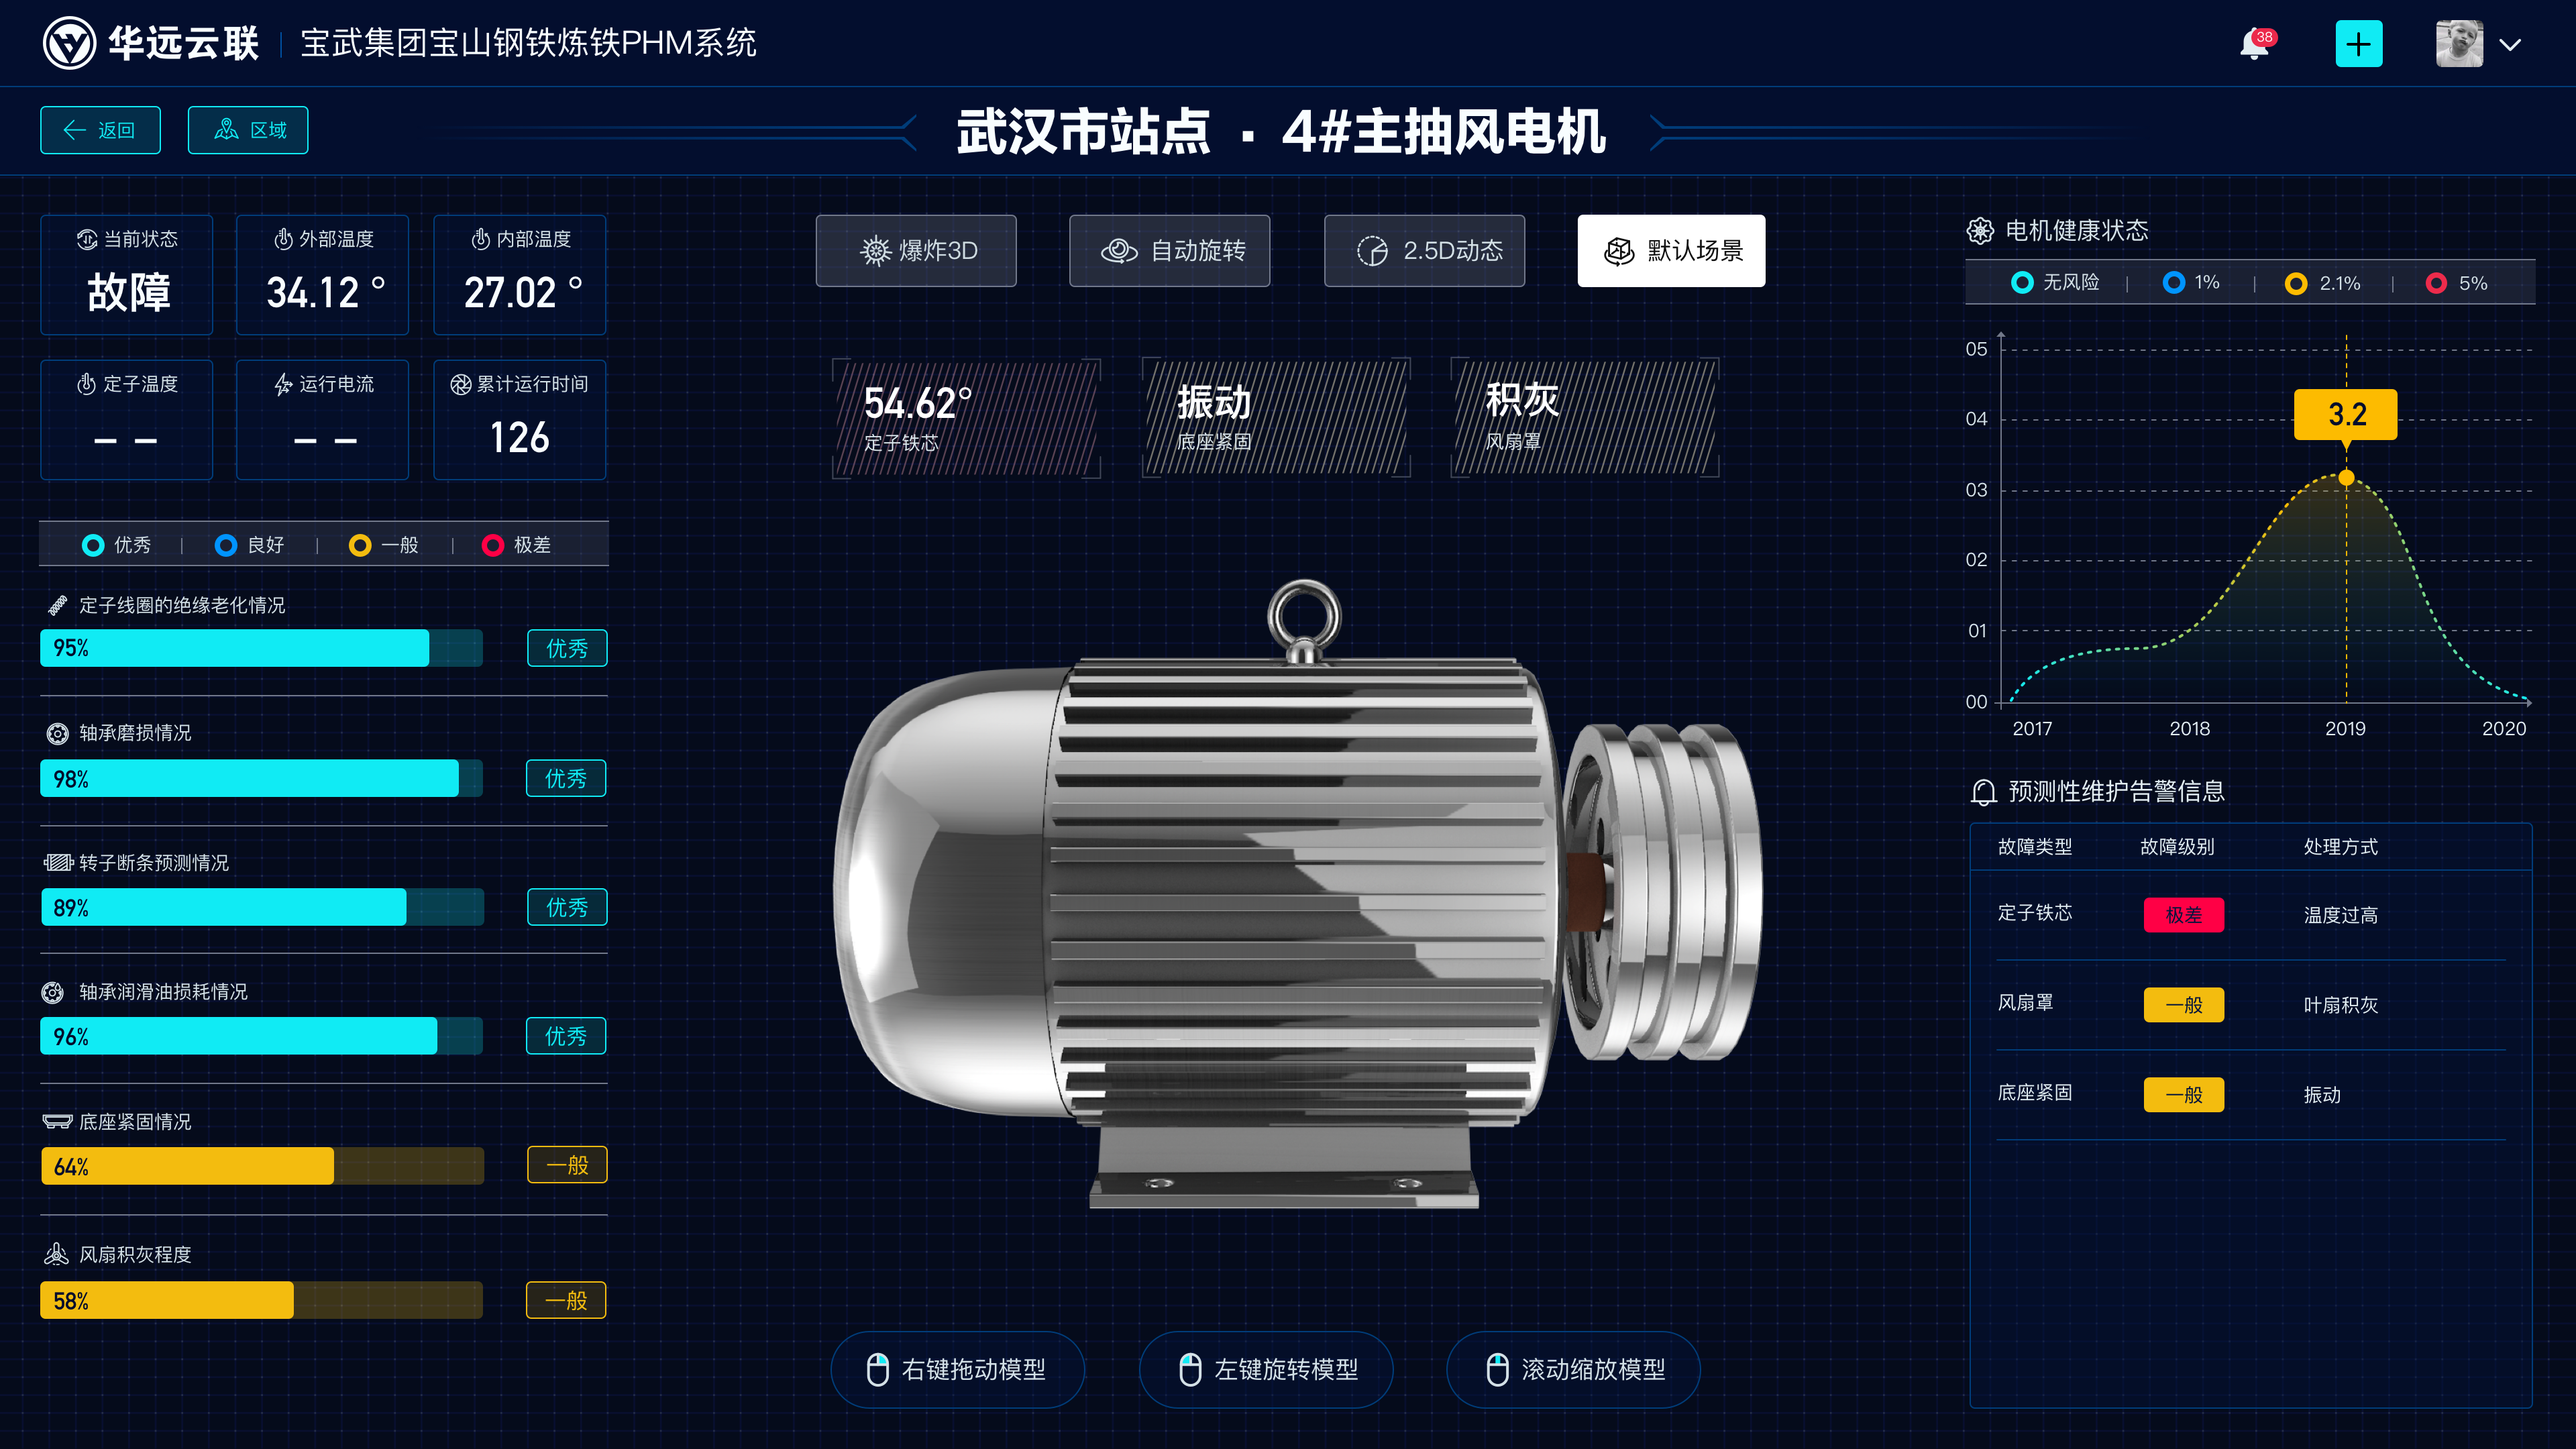 华远云联
宝武集团宝山钢铁炼铁PHM系统
38
返回
区域
武汉市站点 · 4#主抽风电机
当前状态
故障
外部温度
34.12 °
内部温度
27.02 °
定子温度
– –
运行电流
– –
累计运行时间
126
优秀 | 良好 | 一般 | 极差
定子线圈的绝缘老化情况
95%
优秀
轴承磨损情况
98%
优秀
转子断条预测情况
89%
优秀
轴承润滑油损耗情况
96%
优秀
底座紧固情况
64%
一般
风扇积灰程度
58%
一般
爆炸3D
自动旋转
2.5D动态
默认场景
54.62°
定子铁芯
振动
底座紧固
积灰
风扇罩
右键拖动模型
左键旋转模型
滚动缩放模型
电机健康状态
无风险 | 1% | 2.1% | 5%
05
04
03
02
01
00
3.2
2017 2018 2019 2020
预测性维护告警信息
故障类型 故障级别 处理方式
定子铁芯 极差 温度过高
风扇罩 一般 叶扇积灰
底座紧固 一般 振动